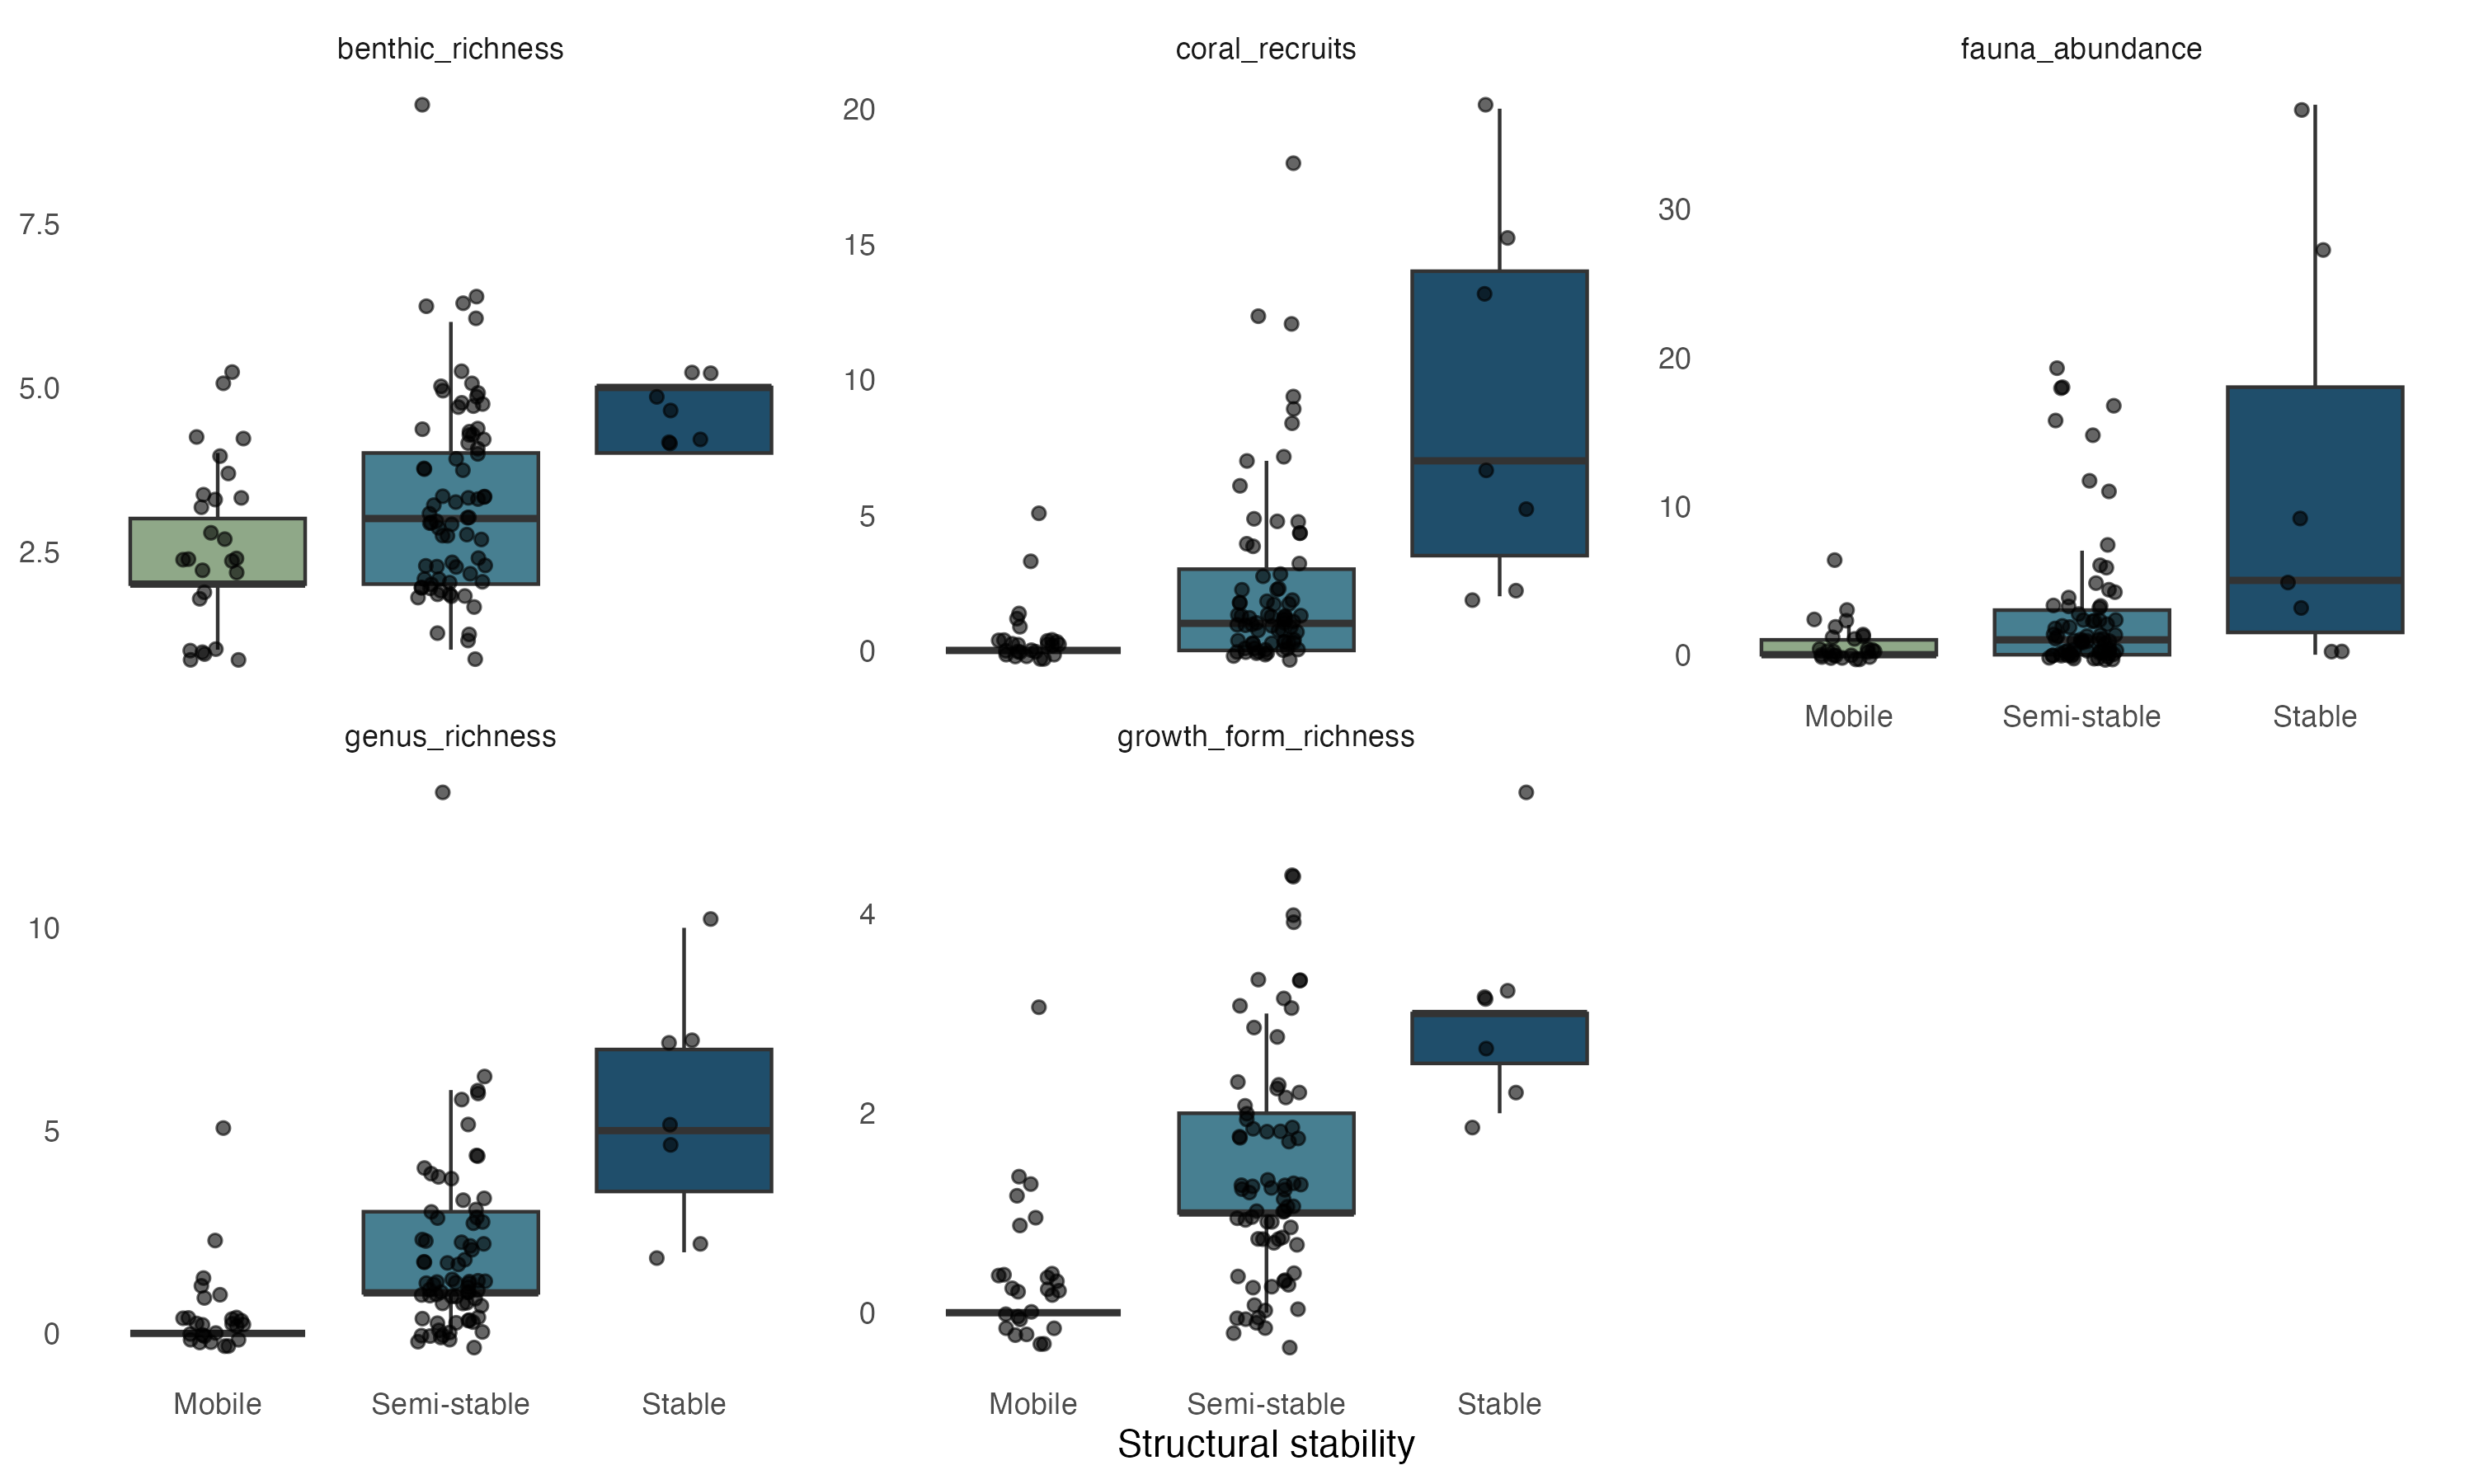 benthic_richness
coral_recruits
fauna_abundance
7.5
5.0
2.5
20
15
10
5
0
30
20
10
0
Mobile
Semi-stable
Stable
genus_richness
growth_form_richness
10
5
0
4
2
0
Mobile
Semi-stable
Stable
Mobile
Semi-stable
Stable
Structural stability